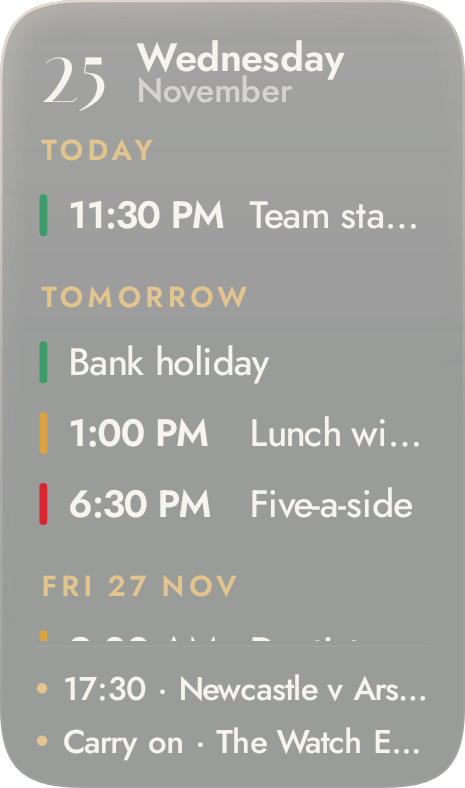 25 Wednesday
November
TODAY
11:30 PM Team sta...
TOMORROW
Bank holiday
1:00 PM Lunch wi...
6:30 PM Five-a-side
FRI 27 NOV
17:30 · Newcastle v Ars...
Carry on · The Watch E...